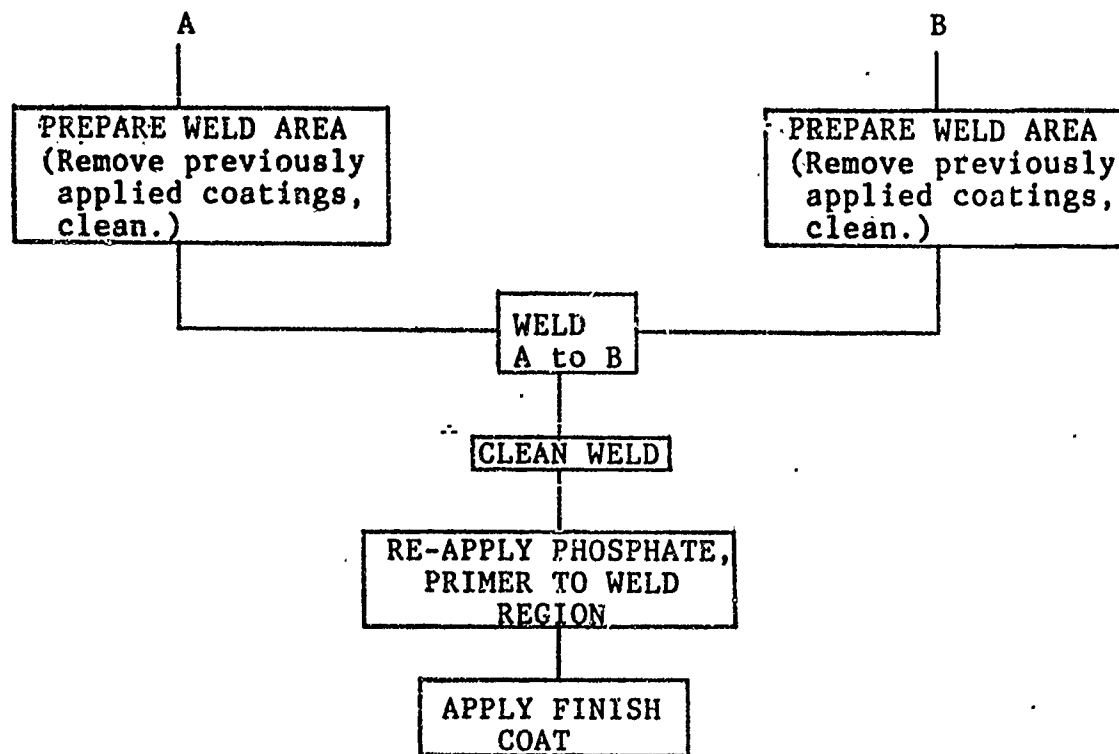 A
B
PREPARE WELD AREA
(Remove previously
applied coatings,
clean.)
PREPARE WELD AREA
(Remove previously
applied coatings,
clean.)
WELD
A to B
CLEAN WELD
RE-APPLY PHOSPHATE,
PRIMER TO WELD
REGION
APPLY FINISH
COAT